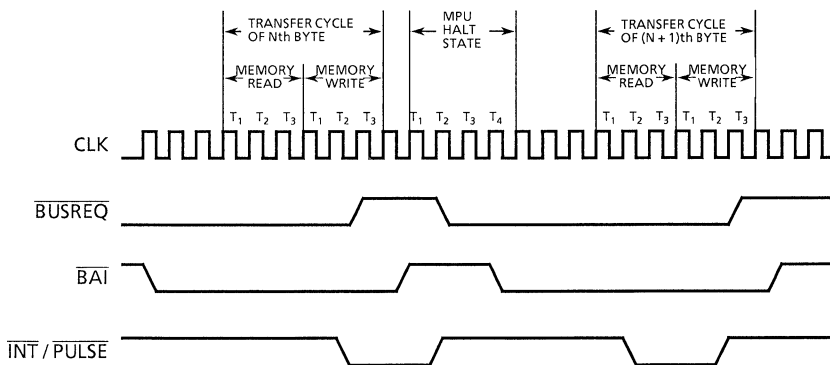 TRANSFER CYCLE
OF Nth BYTE
MPU
HALT
STATE
TRANSFER CYCLE
OF (N + 1)th BYTE
MEMORY
READ
MEMORY
WRITE
MEMORY
READ
MEMORY
WRITE
T1 T2 T3 T1 T2 T3 T1 T2 T3 T4 T1 T2 T3 T1 T2 T3
CLK
BUSREQ
BAI
INT / PULSE